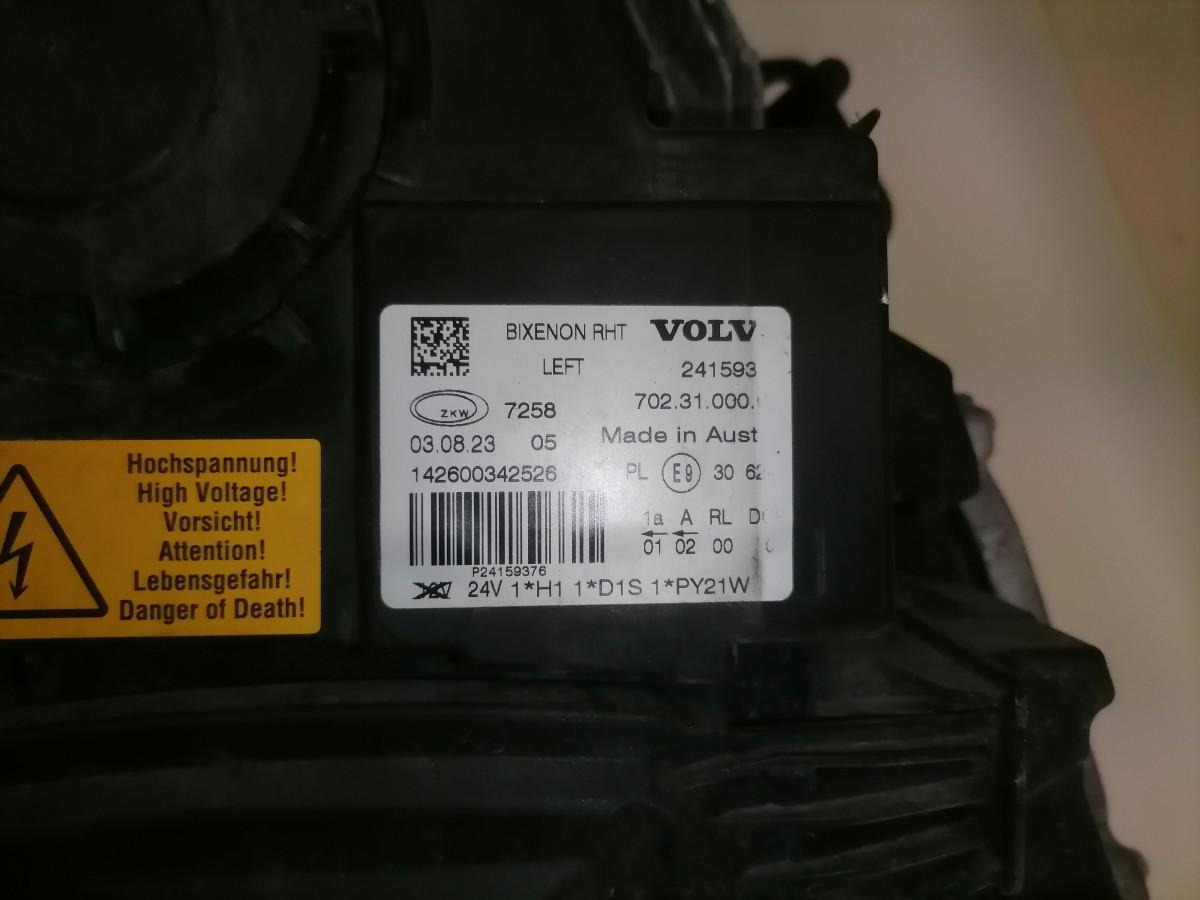 BIXENON RHT VOLV
LEFT 241593
ZKW 7258 702.31.000.
03.08.23 05 Made in Aust
142600342526 PL E9 30 62
1a A RL
01 02 00
P24159376
24V 1*H1 1*D1S 1*PY21W
Hochspannung!
High Voltage!
Vorsicht!
Attention!
Lebensgefahr!
Danger of Death!